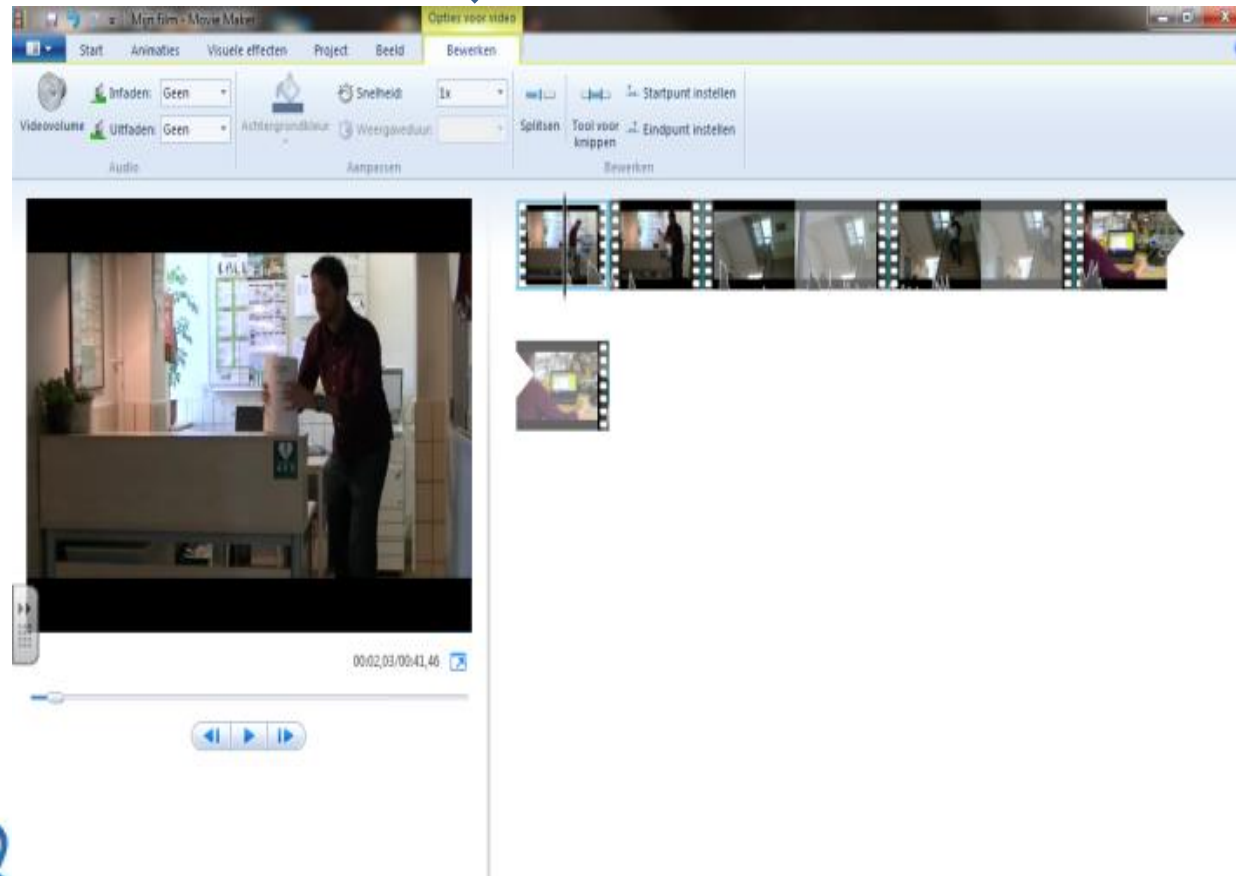 Mijn film - Movie Maker
Opties voor video
Start Animaties Visuele effecten Project Beeld Bewerken
Videovolume
Infaden: Geen
Uitfaden: Geen
Audio
Achtergrondkleur
Snelheid: 1x
Weergaveduur:
Aanpassen
Splitsen
Tool voor knippen
Startpunt instellen
Eindpunt instellen
Bewerken
AED
00:02,03/00:41,46